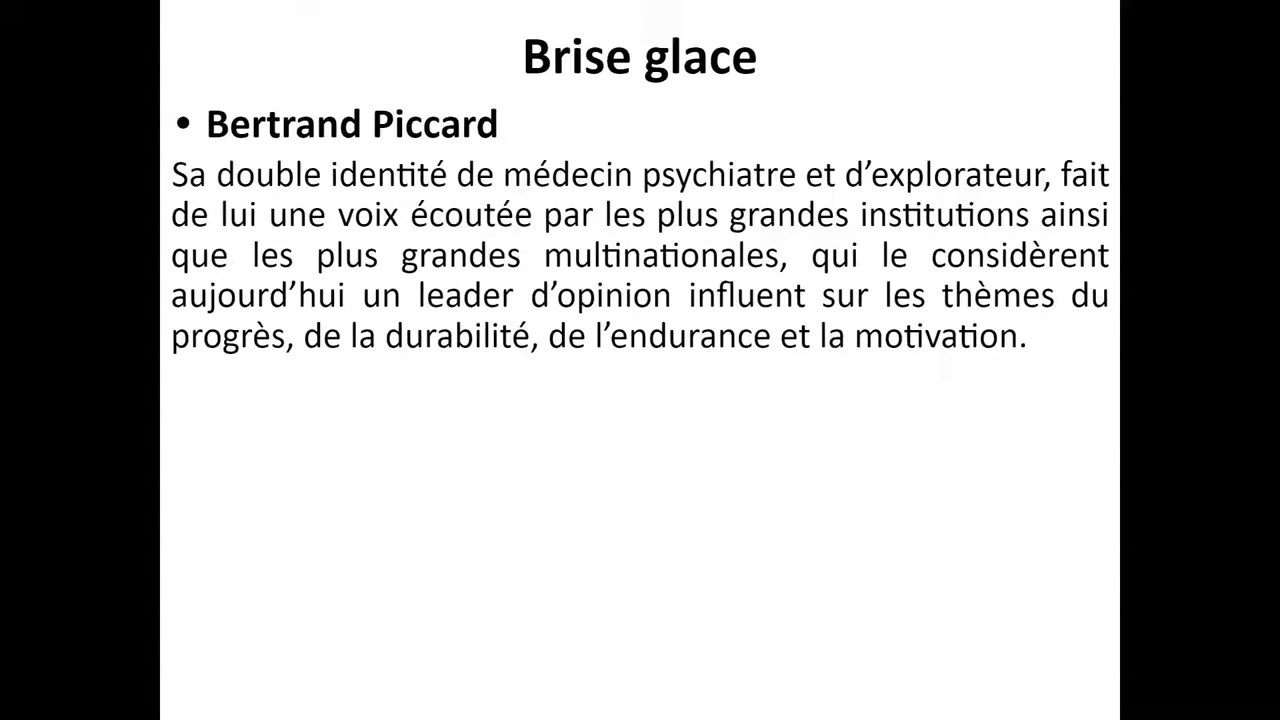 Brise glace
• Bertrand Piccard
Sa double identité de médecin psychiatre et d’explorateur, fait
de lui une voix écoutée par les plus grandes institutions ainsi
que les plus grandes multinationales, qui le considèrent
aujourd’hui un leader d’opinion influent sur les thèmes du
progrès, de la durabilité, de l’endurance et la motivation.